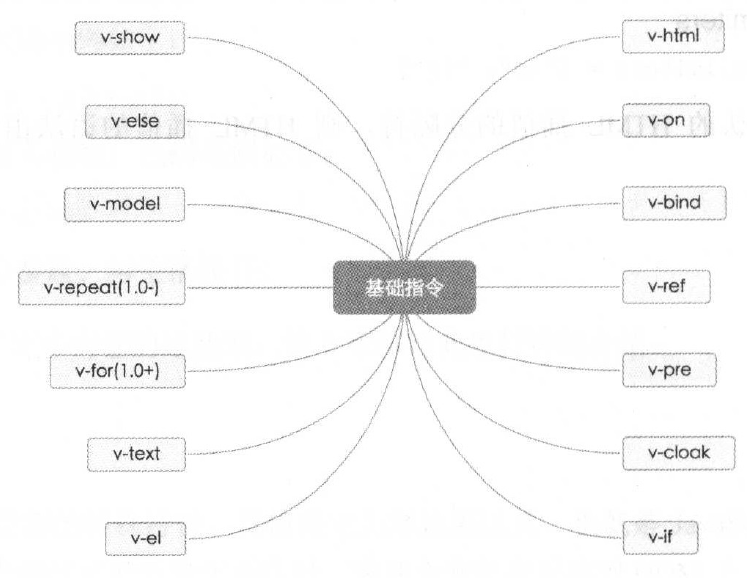 v-show
v-else
v-model
v-repeat(1.0-)
v-for(1.0+)
v-text
v-el
基础指令
v-html
v-on
v-bind
v-ref
v-pre
v-cloak
v-if